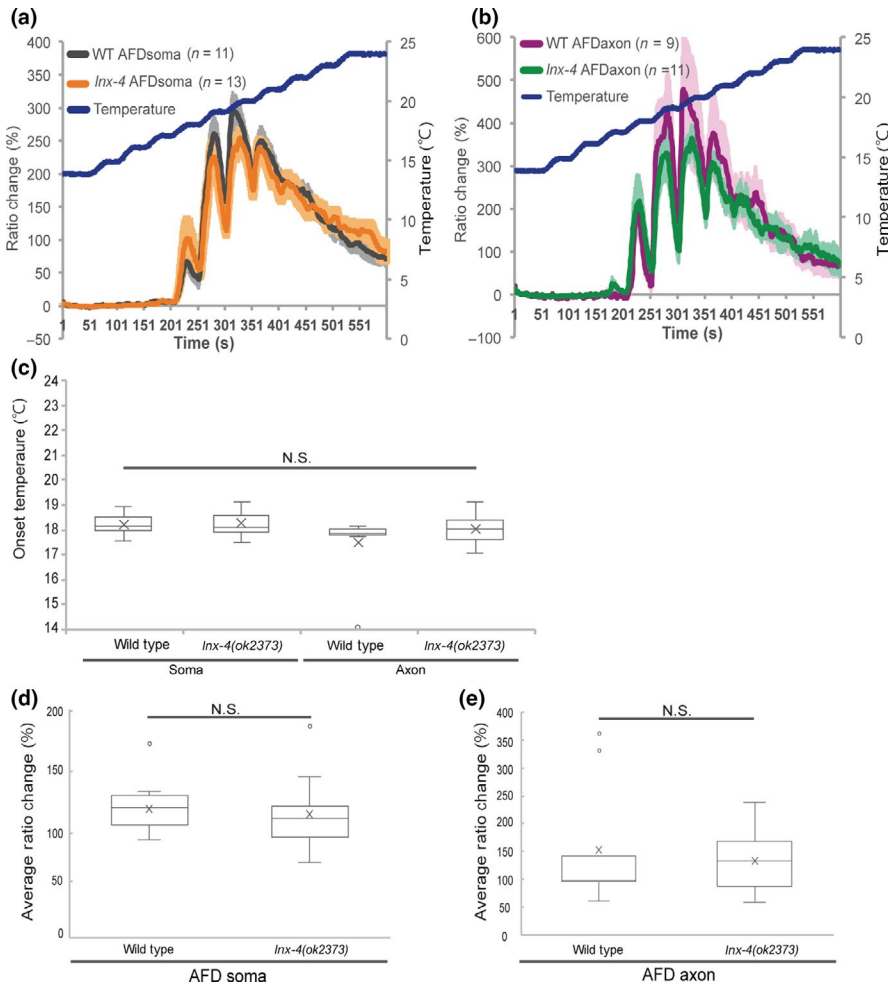 (a)
400
350
300
250
200
150
100
50
0
–50
Ratio change (%)
WT AFDsoma (n = 11)
Inx-4 AFDsoma (n = 13)
Temperature
25
20
15
10
5
0
Temperature (℃)
1 51 101 151 201 251 301 351 401 451 501 551
Time (s)
(b)
600
500
400
300
200
100
0
–100
Ratio change (%)
WT AFDaxon (n = 9)
Inx-4 AFDaxon (n =11)
Temperature
25
20
15
10
5
0
Temperature (℃)
1 51 101 151 201 251 301 351 401 451 501 551
Time (s)
(c)
Onset temperaure (℃)
24
23
22
21
20
19
18
17
16
15
14
N.S.
Wild type Inx-4(ok2373) Wild type Inx-4(ok2373)
Soma Axon
(d)
Average ratio change (%)
200
150
100
50
0
N.S.
Wild type Inx-4(ok2373)
AFD soma
(e)
Average ratio change (%)
400
350
300
250
200
150
100
50
0
N.S.
Wild type Inx-4(ok2373)
AFD axon